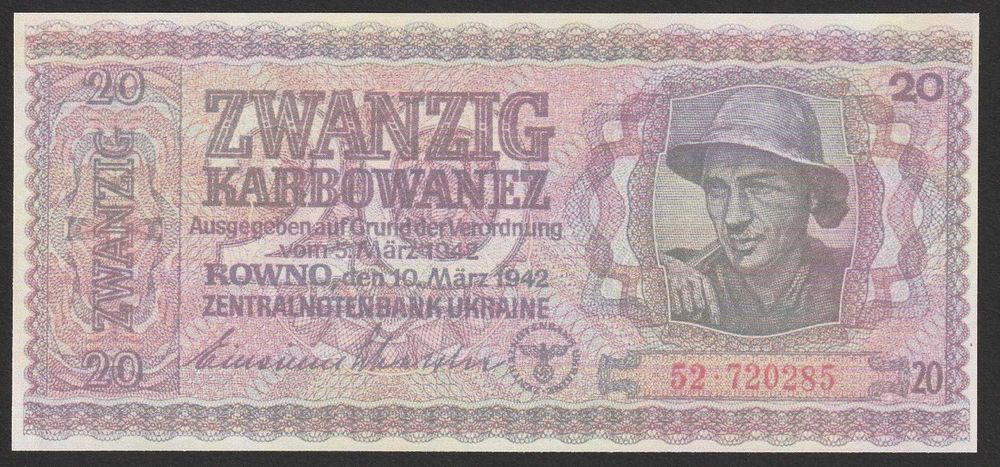 20
ZWANZIG
20
ZWANZIG
KARBOWANEZ
Ausgegeben auf Grund der Verordnung
vom 5. März 1942
ROWNO, den 10. März 1942
ZENTRALNOTENBANK UKRAINE
20
52·720285
20